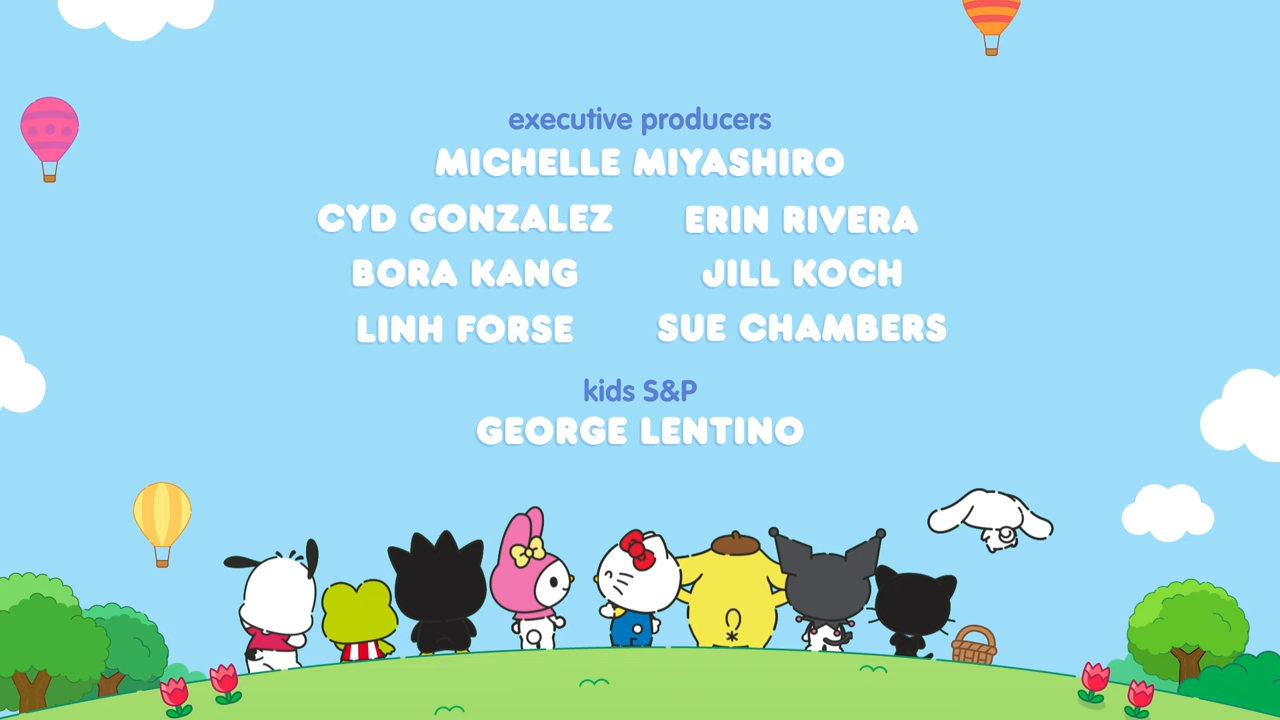 executive producers
MICHELLE MIYASHIRO
CYD GONZALEZ ERIN RIVERA
BORA KANG JILL KOCH
LINH FORSE SUE CHAMBERS
kids S&P
GEORGE LENTINO